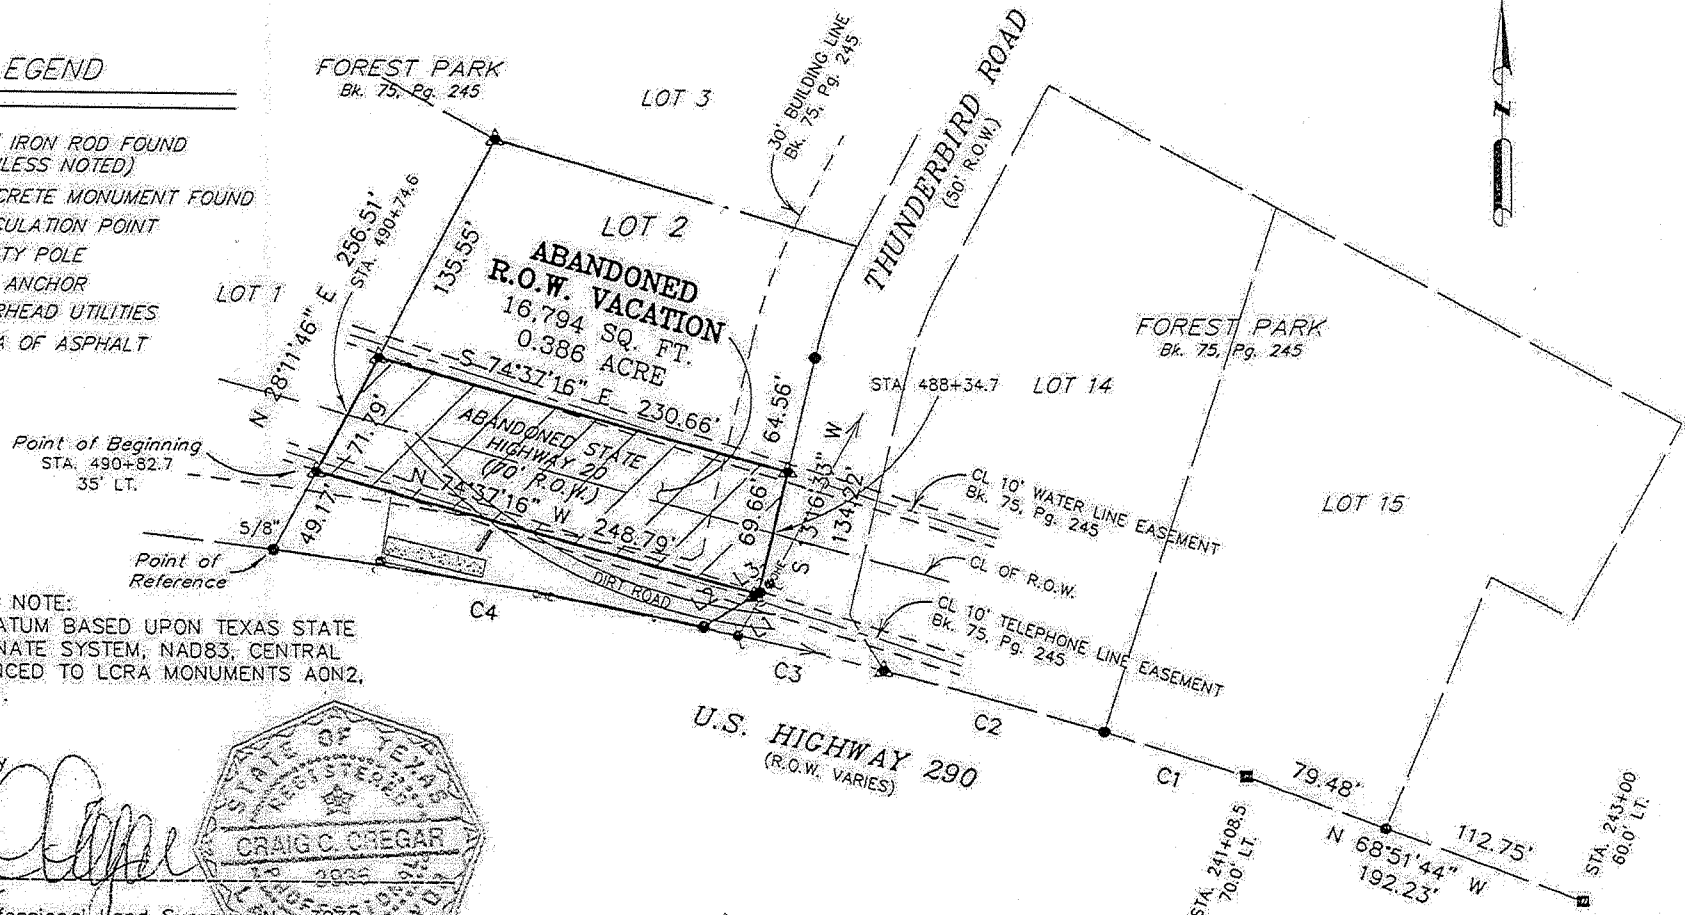 EGEND
IRON ROD FOUND
LESS NOTED)
CRETE MONUMENT FOUND
CULATION POINT
TY POLE
ANCHOR
RHEAD UTILITIES
A OF ASPHALT
FOREST PARK
Bk. 75, Pg. 245
LOT 3
30' BUILDING LINE
Bk. 75, Pg. 245
THUNDERBIRD ROAD
(50' R.O.W.)
N
LOT 1
N 28°11'46" E 256.51'
STA. 490+74.6
135.55'
LOT 2
ABANDONED
R.O.W. VACATION
16,794 SQ. FT.
0.386 ACRE
S 74°37'16" E 230.66'
64.56'
STA. 488+34.7
LOT 14
FOREST PARK
Bk. 75, Pg. 245
LOT 15
Point of Beginning
STA. 490+82.7
35' LT.
71.79'
ABANDONED STATE
HIGHWAY 20
(70' R.O.W.)
N 74°37'16" W 248.79'
69.66'
S 13°16'33" W
134.22'
CL 10' WATER LINE EASEMENT
Bk. 75, Pg. 245
CL OF R.O.W.
CL 10' TELEPHONE LINE EASEMENT
Bk. 75, Pg. 245
5/8"
49.17'
Point of
Reference
DIRT ROAD
L3
C4
C3
C2
C1
U.S. HIGHWAY 290
(R.O.W. VARIES)
79.48'
112.75'
N 68°51'44" W
192.23'
STA. 241+08.5
70.0' LT.
STA. 243+00
60.0' LT.
NOTE:
ATUM BASED UPON TEXAS STATE
NATE SYSTEM, NAD83, CENTRAL
NCED TO LCRA MONUMENTS AON2,
STATE OF TEXAS
REGISTERED
CRAIG C. CREGAR